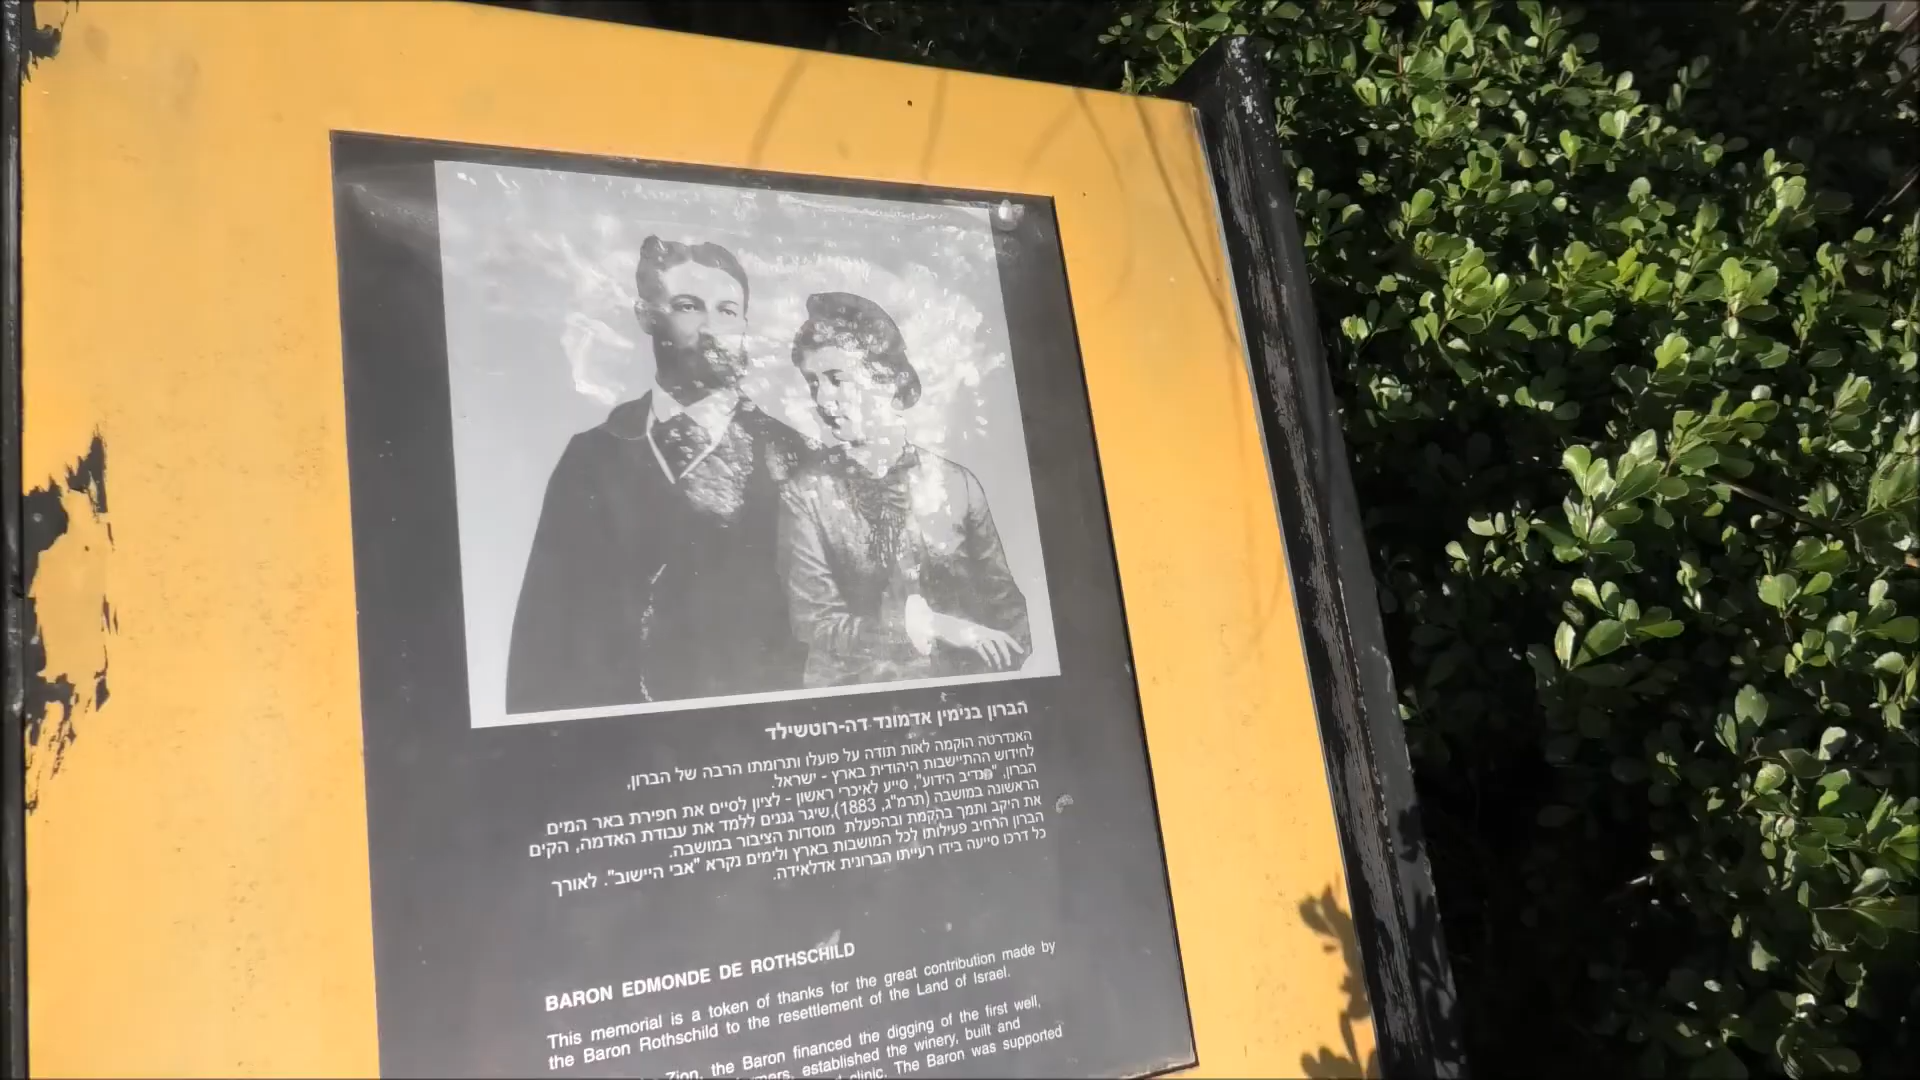 הברון בנימין אדמונד דה-רוטשילד
האנדרטה הוקמה לאות תודה על פועלו ותרומתו הרבה של הברון,
לחידוש ההתיישבות היהודית בארץ - ישראל.
הברון, "הנדיב הידוע", סייע לאיכרי ראשון - לציון לסיים את חפירת באר המים
הראשונה במושבה (תרמ"ג, 1883), שיגר גננים ללמד את עבודת האדמה, הקים
את היקב ותמך בהקמת ובהפעלת מוסדות הציבור במושבה.
הברון הרחיב פעילותו לכל המושבות בארץ ולימים נקרא "אבי היישוב". לאורך
כל דרכו סייעה בידו רעייתו הברונית אדלאידה.
BARON EDMONDE DE ROTHSCHILD
This memorial is a token of thanks for the great contribution made by
the Baron Rothschild to the resettlement of the Land of Israel.
Zion, the Baron financed the digging of the first well,
established the winery, built and
clinic. The Baron was supported